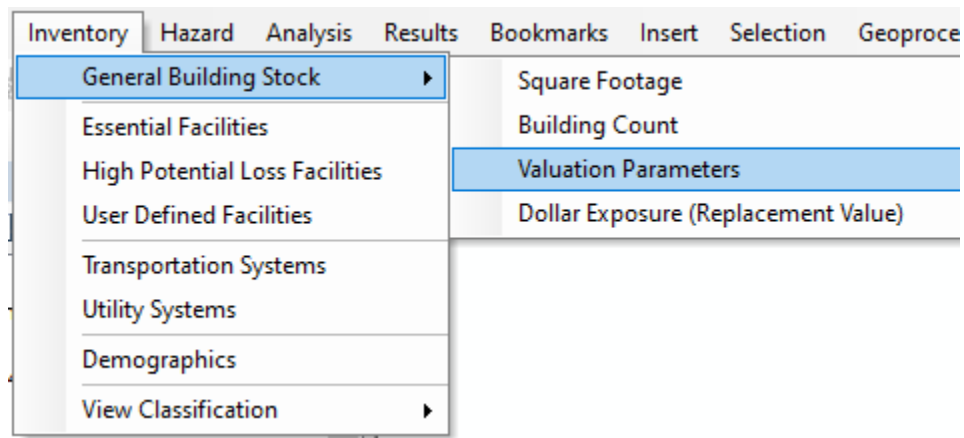 Inventory Hazard Analysis Results Bookmarks Insert Selection Geoproce
General Building Stock
Essential Facilities
High Potential Loss Facilities
User Defined Facilities
Transportation Systems
Utility Systems
Demographics
View Classification
Square Footage
Building Count
Valuation Parameters
Dollar Exposure (Replacement Value)